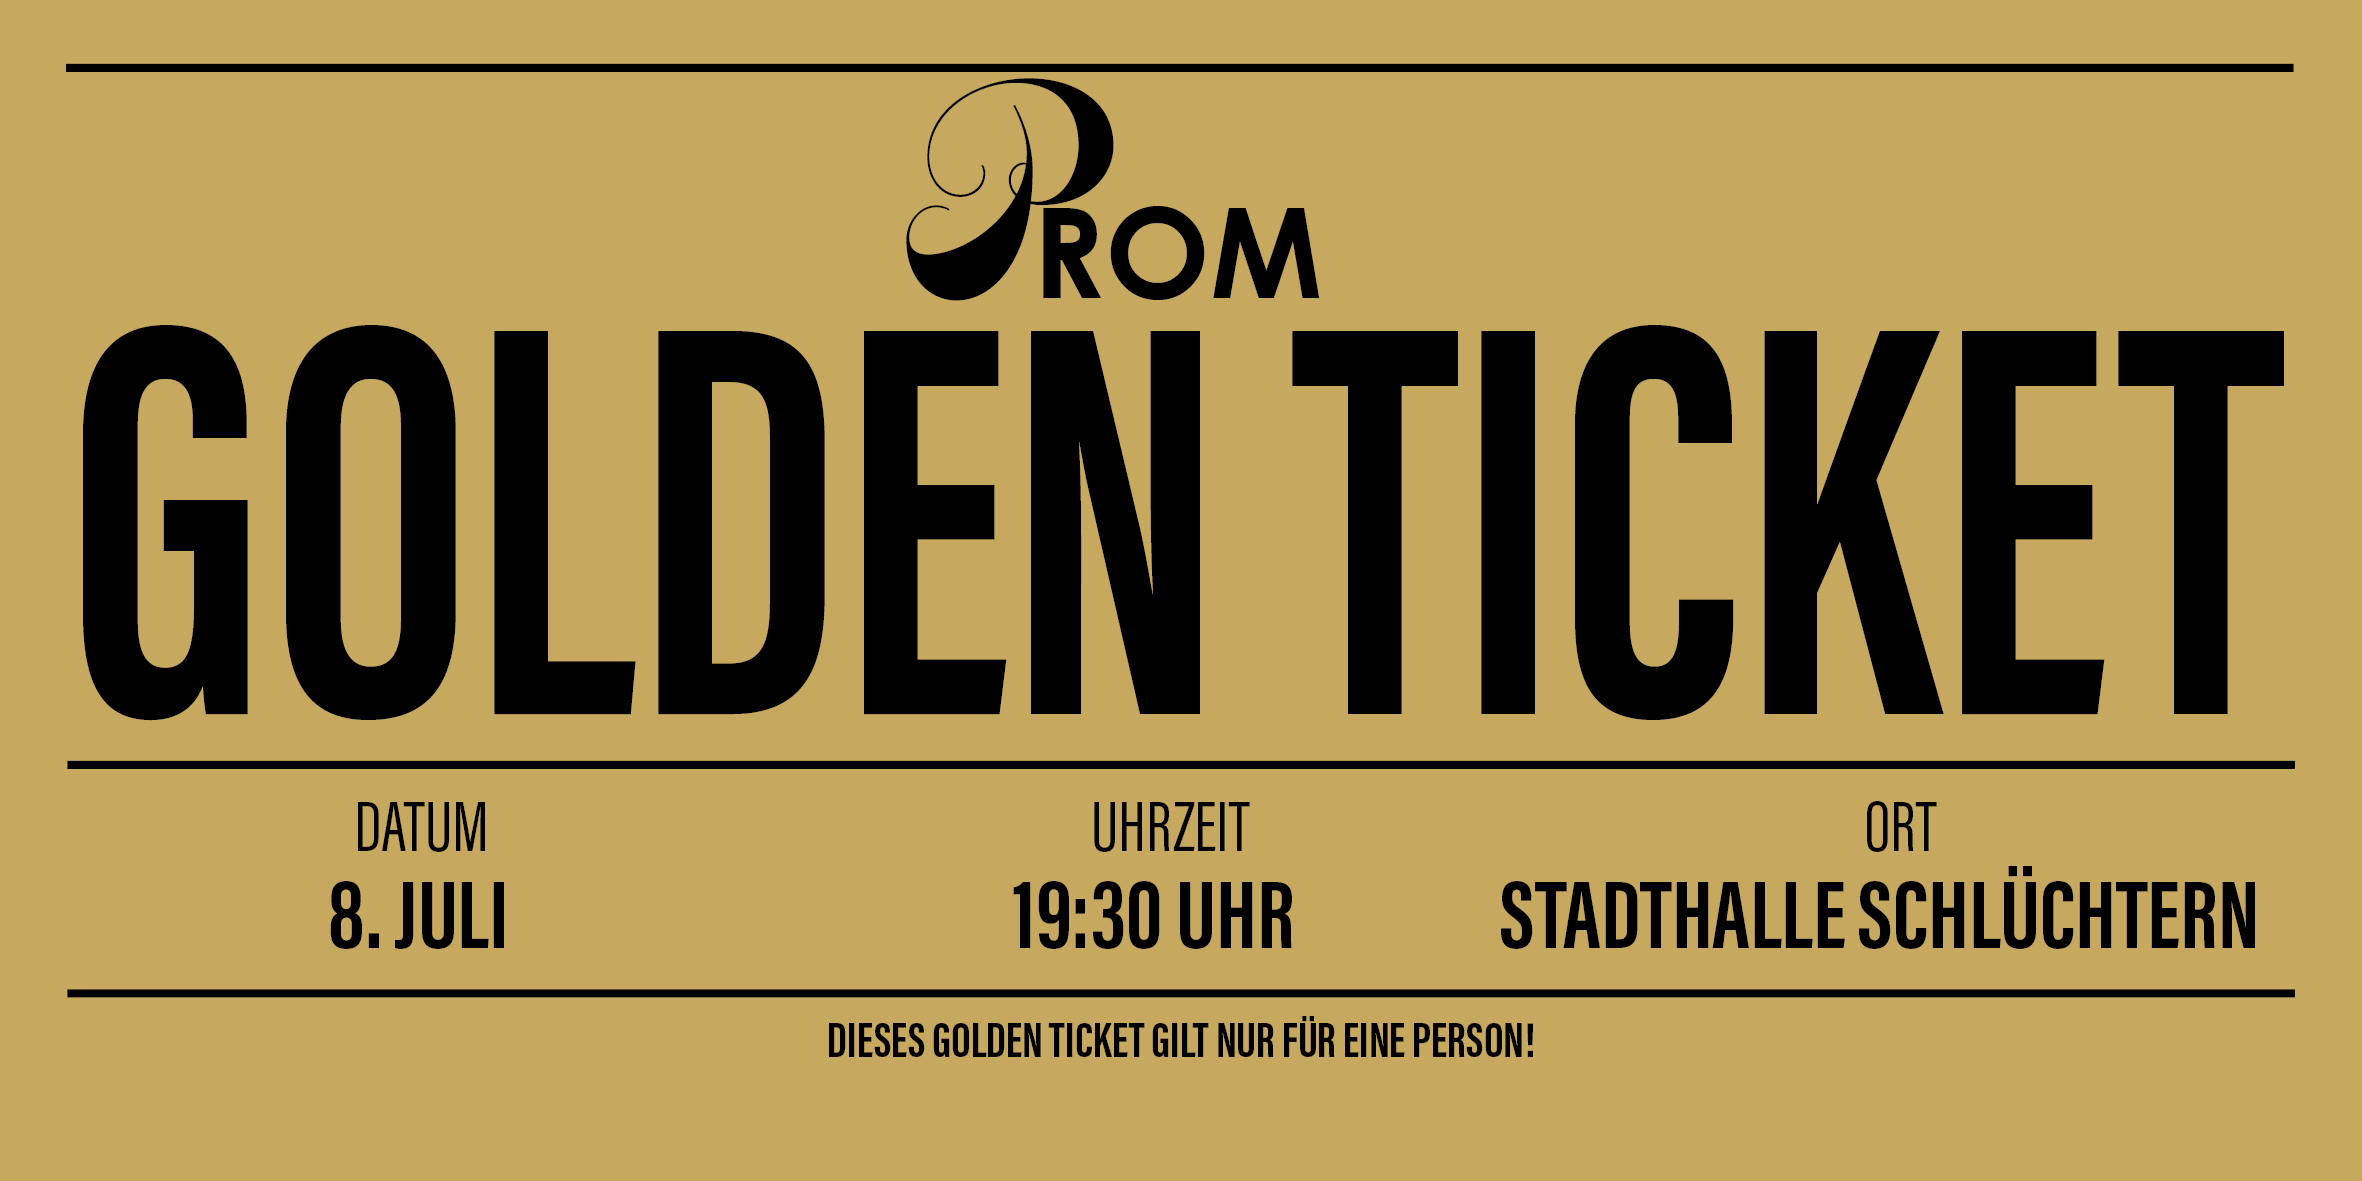 PROM
GOLDEN TICKET
DATUM
UHRZEIT
ORT
8. JULI
19:30 UHR
STADTHALLE SCHLÜCHTERN
DIESES GOLDEN TICKET GILT NUR FÜR EINE PERSON!